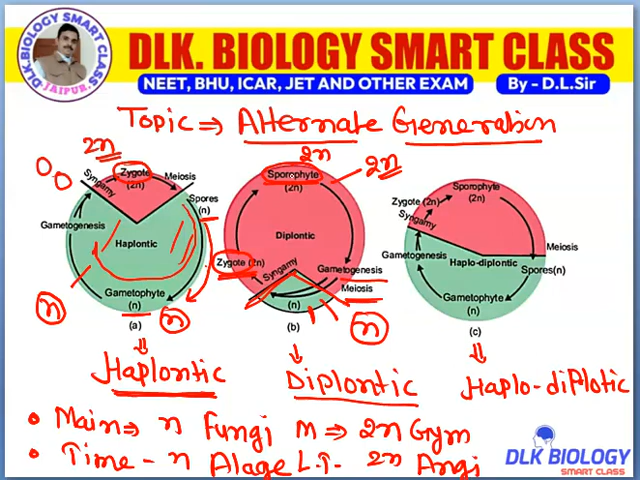 DLK.BIOLOGY SMART CLASS
JAIPUR.
DLK. BIOLOGY SMART CLASS
NEET, BHU, ICAR, JET AND OTHER EXAM
By - D.L.Sir
Topic ⇒ Alternate Generation
2n
Zygote
(2n)
Meiosis
Syngamy
Spores
(n)
Gametogenesis
Haplontic
Gametophyte
(n)
n
n
(a)
2n
Sporophyte
(2n)
2n
Diplontic
Zygote (2n)
Syngamy
Gametogenesis
Meiosis
(n)
n
(b)
Sporophyte
(2n)
Zygote (2n)
Syngamy
Meiosis
Gametogenesis
Haplo-diplontic
Spores(n)
Gametophyte
(n)
(c)
Haplontic
Diplontic
Haplo-diplotic
• Main ⇒ n Fungi M ⇒ 2n Gym
• Time - n Alage L.T. 2n Angi
DLK BIOLOGY
SMART CLASS